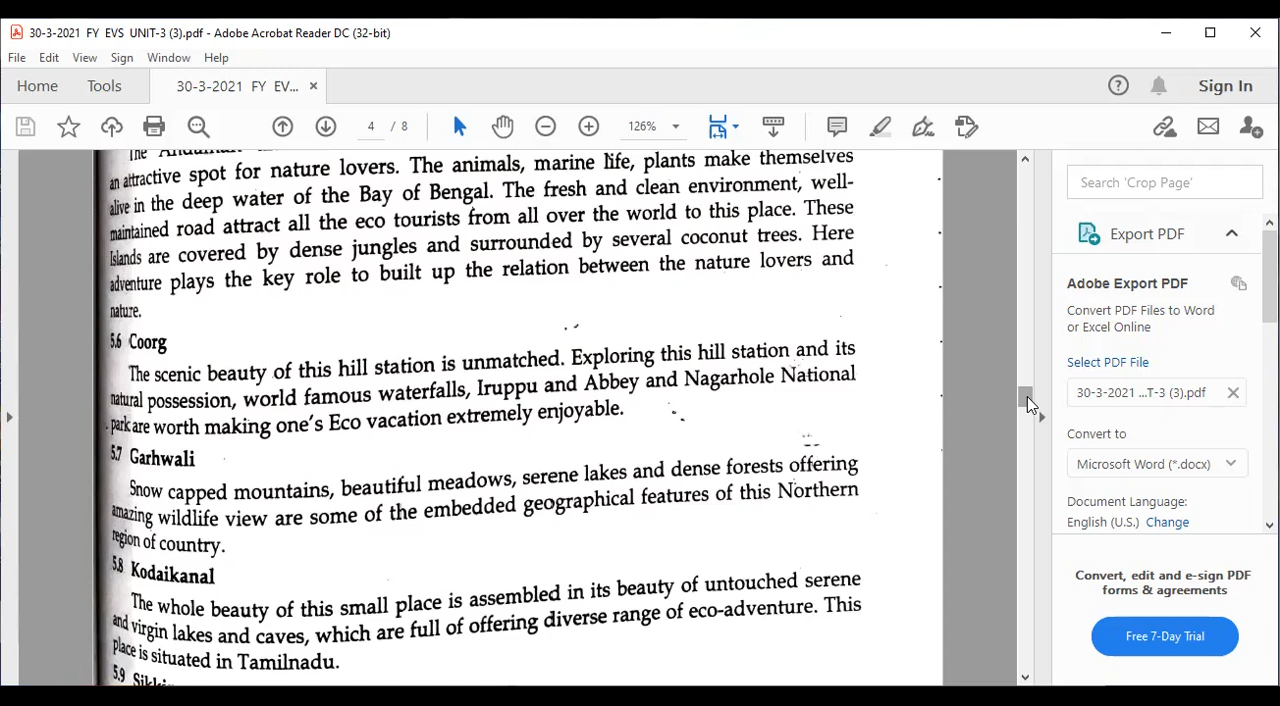 30-3-2021 FY EVS UNIT-3 (3).pdf - Adobe Acrobat Reader DC (32-bit)
File Edit View Sign Window Help
Home Tools 30-3-2021 FY EV... × Sign In
4 / 8 126%
The Andaman
an attractive spot for nature lovers. The animals, marine life, plants make themselves
alive in the deep water of the Bay of Bengal. The fresh and clean environment, well-
maintained road attract all the eco tourists from all over the world to this place. These
Islands are covered by dense jungles and surrounded by several coconut trees. Here
adventure plays the key role to built up the relation between the nature lovers and
nature.
5.6 Coorg
The scenic beauty of this hill station is unmatched. Exploring this hill station and its
natural possession, world famous waterfalls, Iruppu and Abbey and Nagarhole National
park are worth making one's Eco vacation extremely enjoyable.
5.7 Garhwali
Snow capped mountains, beautiful meadows, serene lakes and dense forests offering
amazing wildlife view are some of the embedded geographical features of this Northern
region of country.
5.8 Kodaikanal
The whole beauty of this small place is assembled in its beauty of untouched serene
and virgin lakes and caves, which are full of offering diverse range of eco-adventure. This
place is situated in Tamilnadu.
5.9
Search 'Crop Page'
Export PDF
Adobe Export PDF
Convert PDF Files to Word
or Excel Online
Select PDF File
30-3-2021 ...T-3 (3).pdf
Convert to
Microsoft Word (*.docx)
Document Language:
English (U.S.) Change
Convert, edit and e-sign PDF
forms & agreements
Free 7-Day Trial